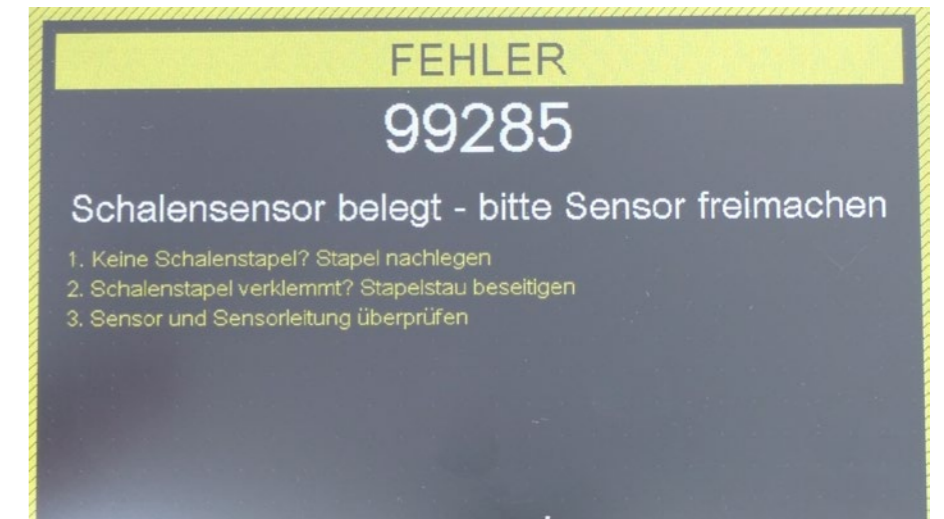 FEHLER
99285
Schalensensor belegt - bitte Sensor freimachen
1. Keine Schalenstapel? Stapel nachlegen
2. Schalenstapel verklemmt? Stapelstau beseitigen
3. Sensor und Sensorleitung überprüfen